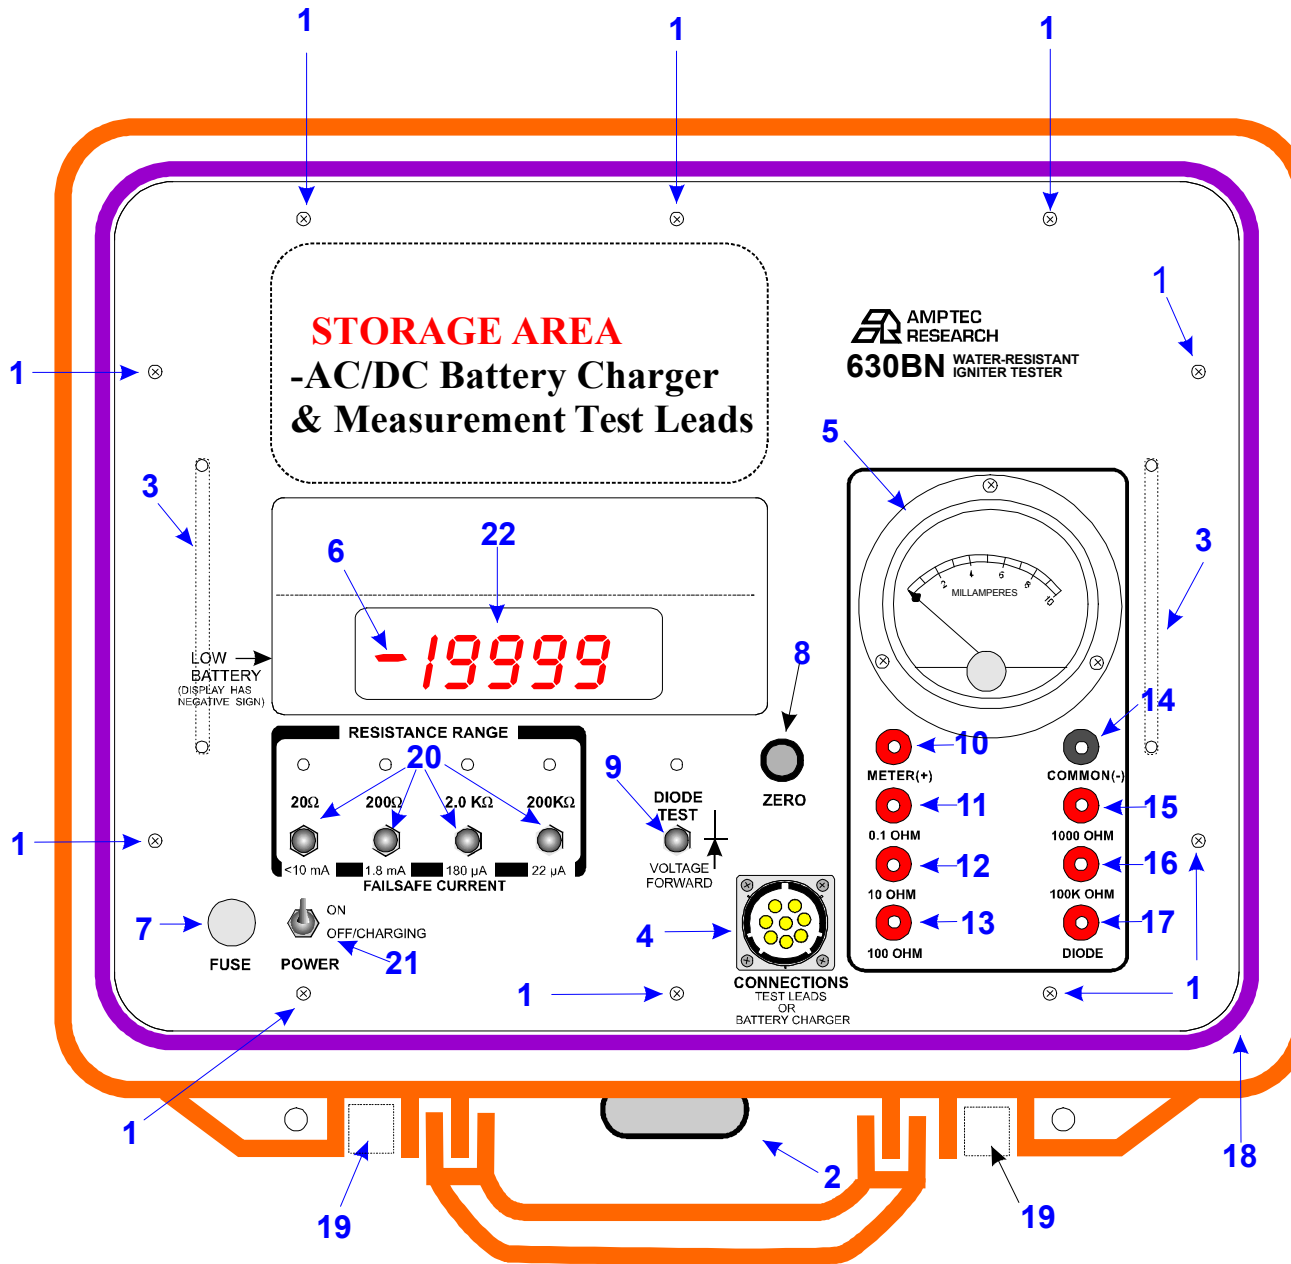 1 1 1
AMPTEC
RESEARCH
630BN WATER-RESISTANT
IGNITER TESTER
1
1
STORAGE AREA
-AC/DC Battery Charger
& Measurement Test Leads
5
3
22
6
3
2 4 6 8 10
MILLAMPERES
-19999
LOW
BATTERY
(DISPLAY HAS
NEGATIVE SIGN)
8
14
RESISTANCE RANGE
20
9
10
METER(+) COMMON(-)
20Ω 200Ω 2.0 KΩ 200KΩ
DIODE
TEST
ZERO
11 15
0.1 OHM 1000 OHM
1
<10 mA 1.8 mA 180 µA 22 µA
FAILSAFE CURRENT
VOLTAGE
FORWARD
12 16
10 OHM 100K OHM
7
ON
OFF/CHARGING
21
FUSE POWER
4
13 17
100 OHM DIODE
CONNECTIONS
TEST LEADS
OR
BATTERY CHARGER
1 1
1
2
18
19 19